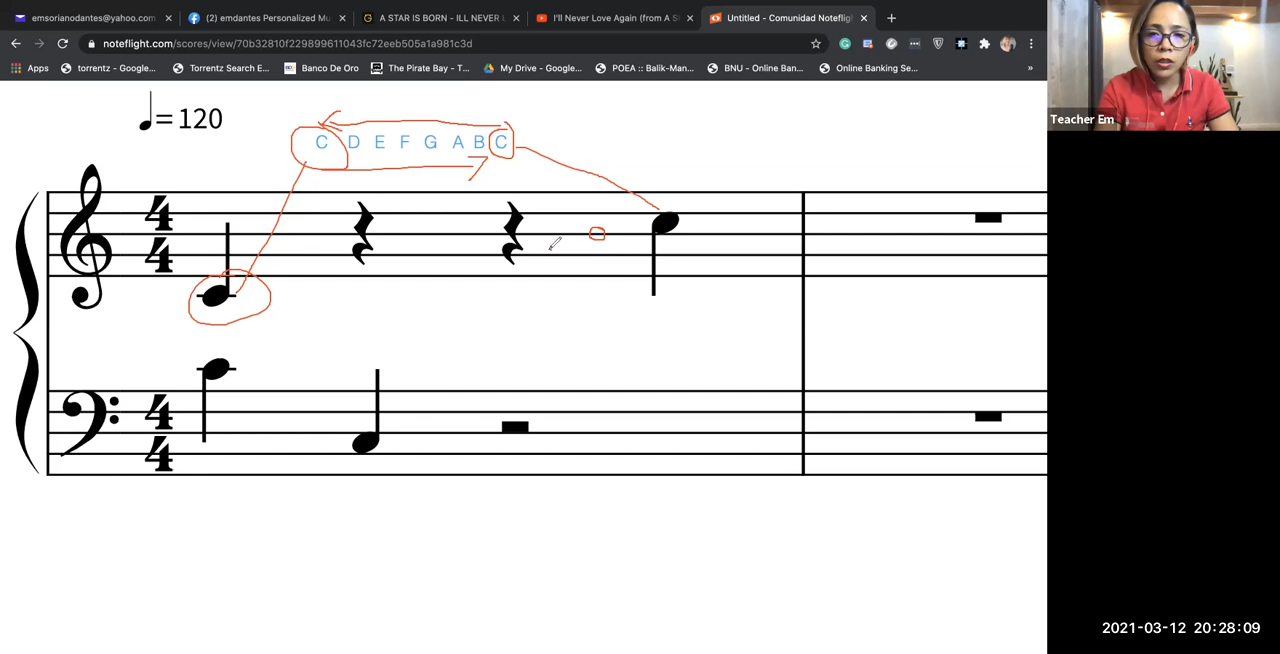 emsorianodantes@yahoo.com
(2) emdantes Personalized Mu
A STAR IS BORN - ILL NEVER L
I'll Never Love Again (from A S
Untitled - Comunidad Noteflig
noteflight.com/scores/view/70b32810f229899611043fc72eeb505a1a981c3d
Apps
torrentz - Google...
Torrentz Search E...
Banco De Oro
The Pirate Bay - T...
My Drive - Google...
POEA :: Balik-Man...
BNU - Online Ban...
Online Banking Se...
»
Teacher Em
= 120
C D E F G A B C
4
4
4
4
2021-03-12 20:28:09